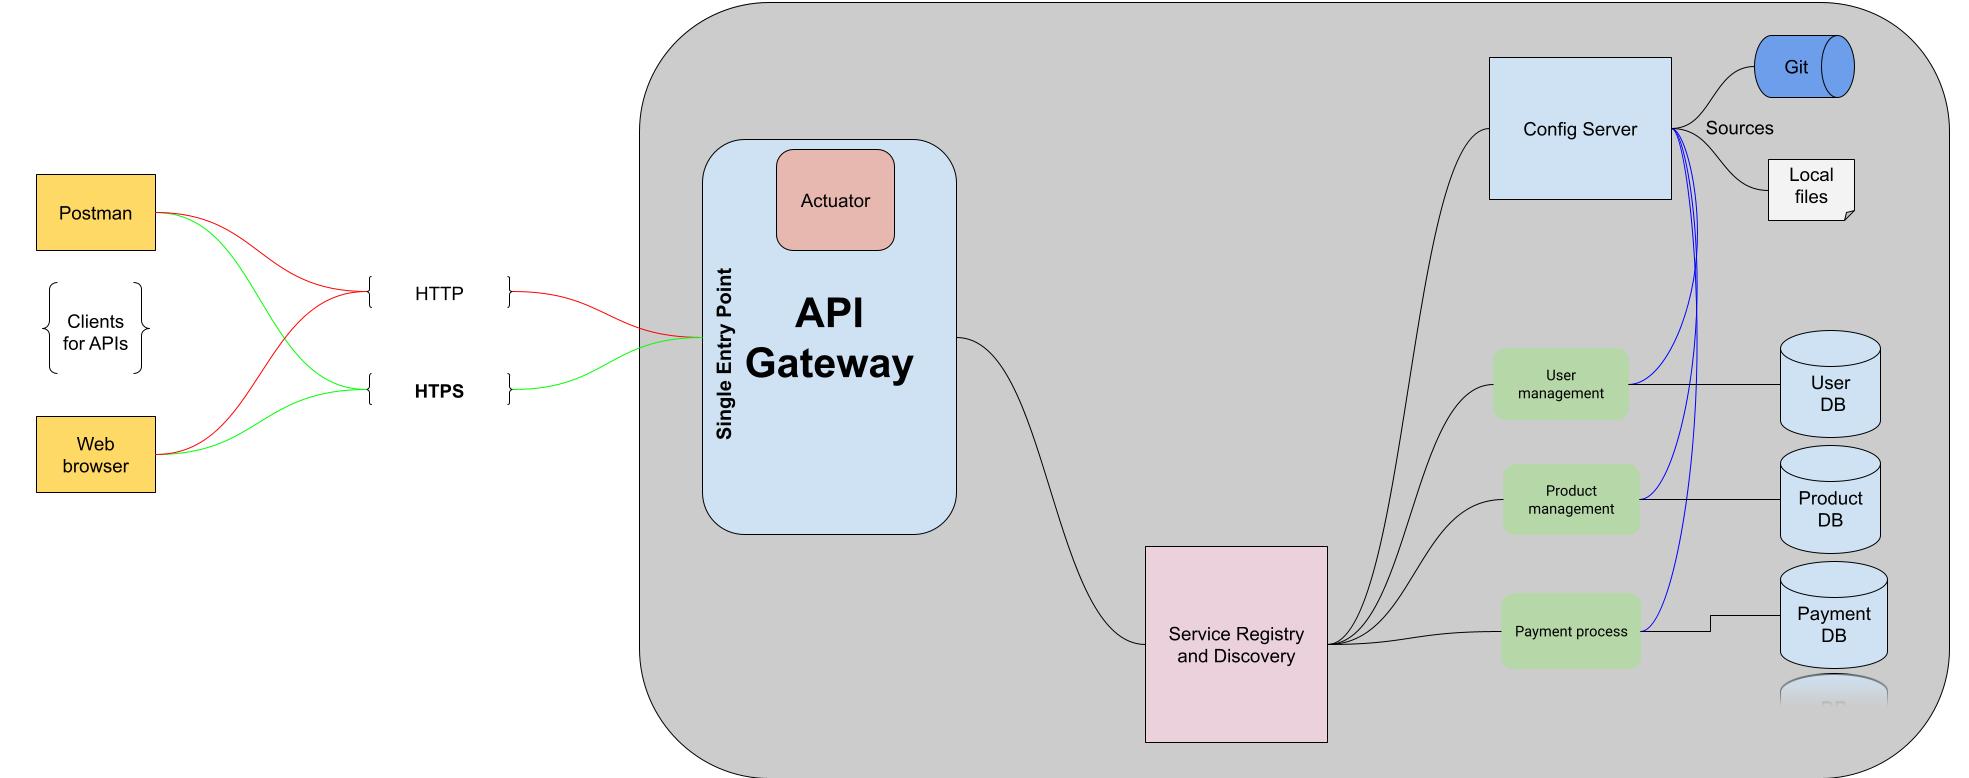 Postman
Clients
for APIs
Web
browser
HTTP
HTPS
Actuator
Single Entry Point
API
Gateway
Service Registry
and Discovery
Config Server
Git
Sources
Local
files
User
management
Product
management
Payment process
User
DB
Product
DB
Payment
DB